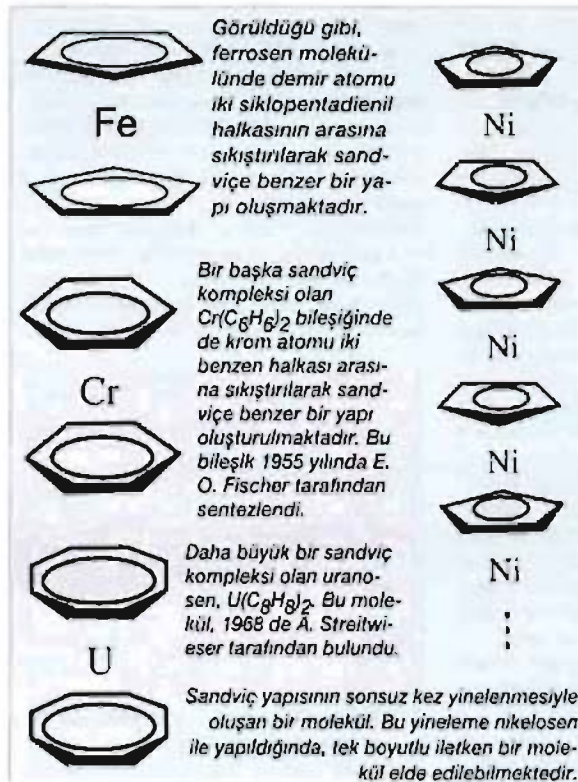 Görüldüğü gibi,
ferrosen molekü-
lünde demir atomu
iki siklopentadienil
halkasının arasına
sıkıştırılarak sand-
viçe benzer bir ya-
pı oluşmaktadır.
Fe
Bir başka sandviç
kompleksi olan
Cr(C6H6)2 bileşiğinde
de krom atomu iki
benzen halkası arası-
na sıkıştırılarak sand-
viçe benzer bir yapı
oluşturulmaktadır. Bu
bileşik 1955 yılında E.
O. Fischer tarafından
sentezlendi.
Cr
Daha büyük bir sandviç
kompleksi olan urano-
sen, U(C8H8)2. Bu mole-
kül, 1968 de A. Streitwi-
eser tarafından bulundu.
U
Ni
Ni
Ni
Ni
Ni
Sandviç yapısının sonsuz kez yinelenmesiyle
oluşan bir molekül. Bu yineleme nikelosen
ile yapıldığında, tek boyutlu iletken bir mole-
kül elde edilebilmektedir.